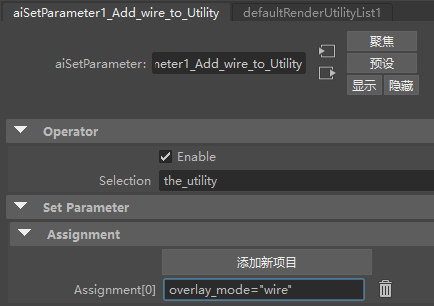 aiSetParameter1_Add_wire_to_Utility defaultRenderUtilityList1
聚焦
aiSetParameter: meter1_Add_wire_to_Utility
预设
显示 隐藏
Operator
Enable
Selection the_utility
Set Parameter
Assignment
添加新项目
Assignment[0] overlay_mode="wire"